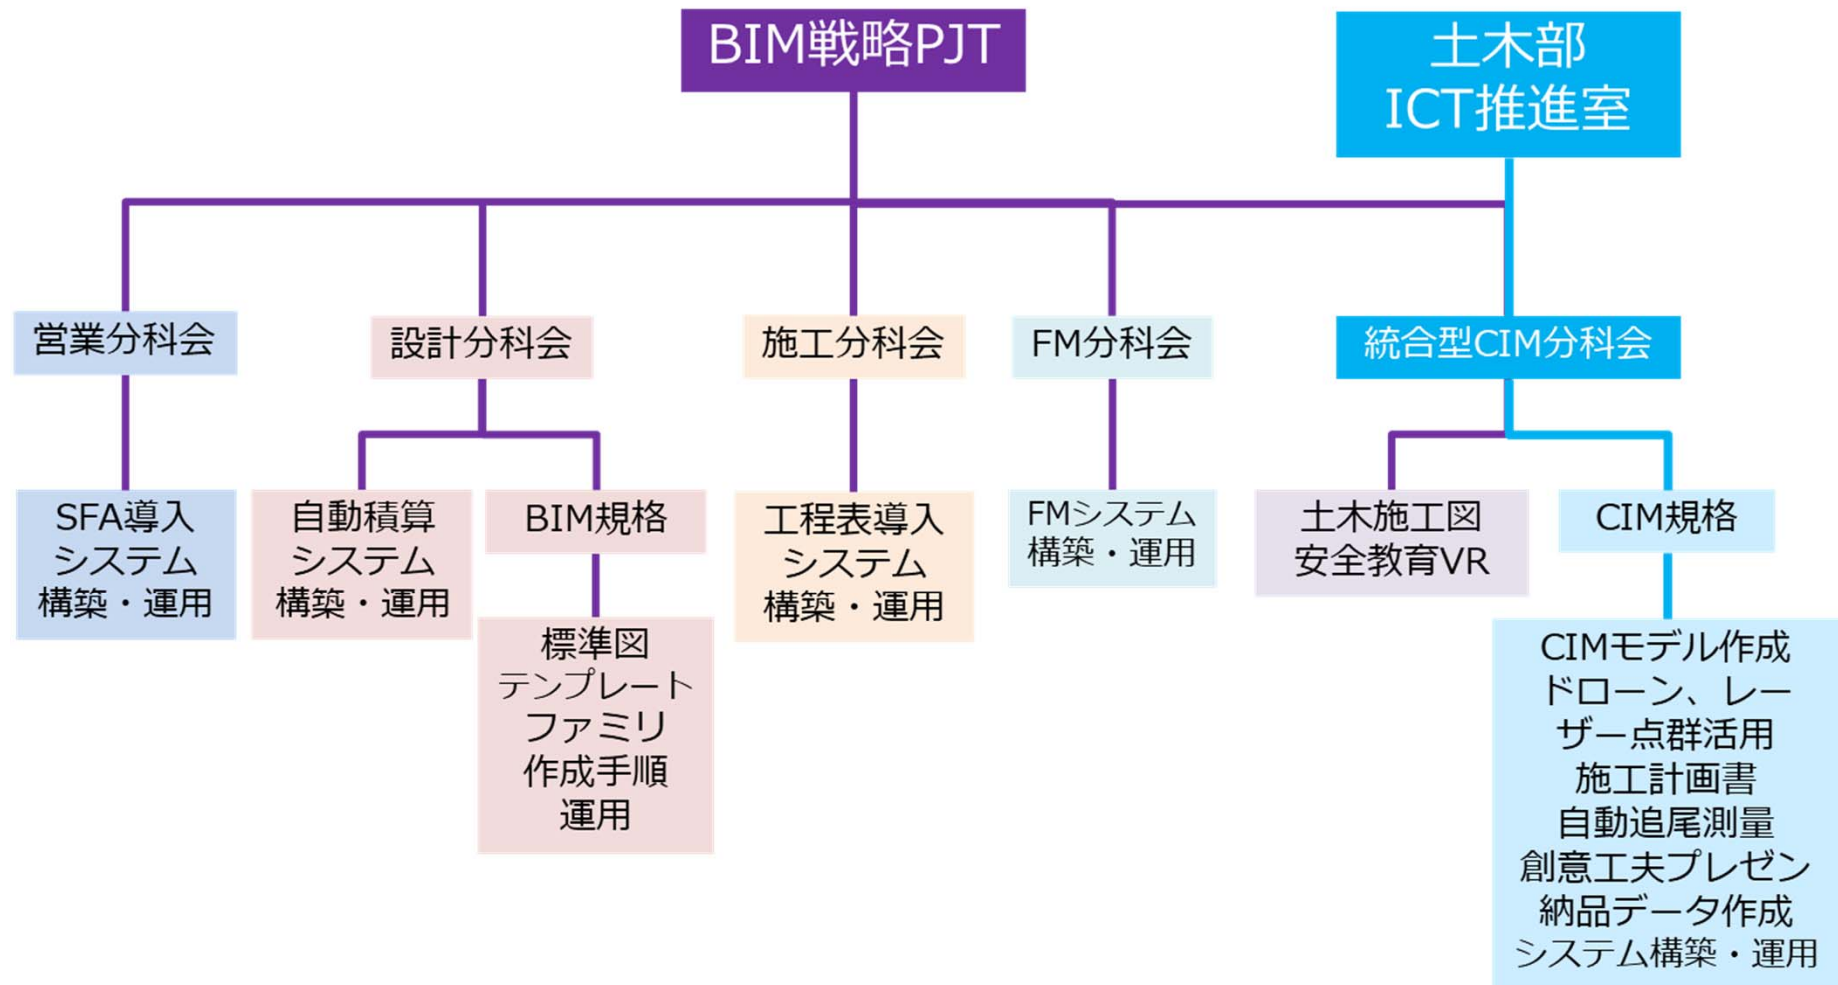 BIM戦略PJT
土木部
ICT推進室
営業分科会
設計分科会
施工分科会
FM分科会
統合型CIM分科会
SFA導入
システム
構築・運用
自動積算
システム
構築・運用
BIM規格
標準図
テンプレート
ファミリ
作成手順
運用
工程表導入
システム
構築・運用
FMシステム
構築・運用
土木施工図
安全教育VR
CIM規格
CIMモデル作成
ドローン、レー
ザー点群活用
施工計画書
自動追尾測量
創意工夫プレゼン
納品データ作成
システム構築・運用